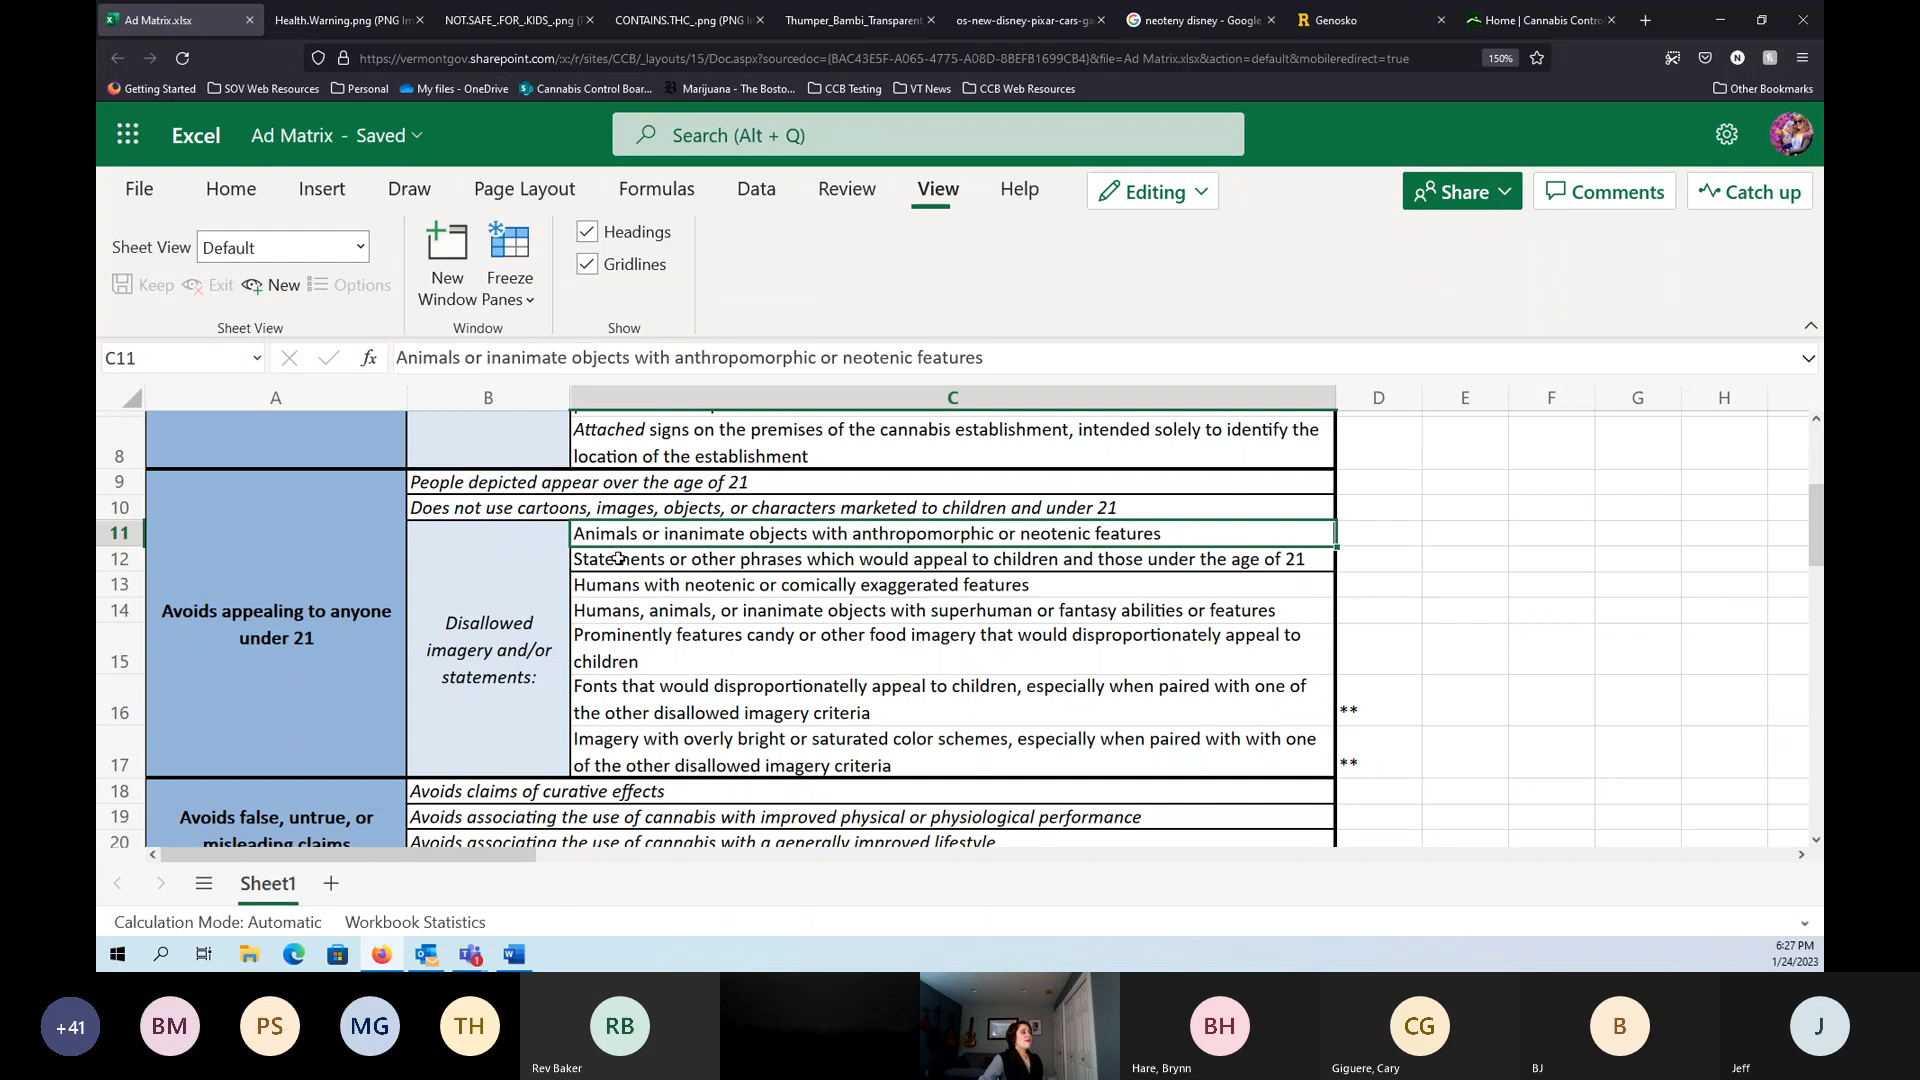 Ad Matrix.xlsx
Health.Warning.png (PNG Im
NOT.SAFE_.FOR_.KIDS_.png (
CONTAINS.THC_.png (PNG Im
Thumper_Bambi_Transparent
os-new-disney-pixar-cars-ga
neoteny disney - Google
Genosko
Home | Cannabis Contro
https://vermontgov.sharepoint.com/:x:/r/sites/CCB/_layouts/15/Doc.aspx?sourcedoc={BAC43E5F-A065-4775-A08D-8BEFB1699CB4}&file=Ad Matrix.xlsx&action=default&mobileredirect=true
150%
Getting Started
SOV Web Resources
Personal
My files - OneDrive
Cannabis Control Boar...
Marijuana - The Bosto...
CCB Testing
VT News
CCB Web Resources
Other Bookmarks
Excel
Ad Matrix - Saved
Search (Alt + Q)
File
Home
Insert
Draw
Page Layout
Formulas
Data
Review
View
Help
Editing
Share
Comments
Catch up
Sheet View
Default
Keep
Exit
New
Options
Sheet View
New Window
Freeze Panes
Window
Headings
Gridlines
Show
C11
fx
Animals or inanimate objects with anthropomorphic or neotenic features
A
B
C
D
E
F
G
H
8
Attached signs on the premises of the cannabis establishment, intended solely to identify the
location of the establishment
9
People depicted appear over the age of 21
10
Does not use cartoons, images, objects, or characters marketed to children and under 21
11
Animals or inanimate objects with anthropomorphic or neotenic features
12
Statements or other phrases which would appeal to children and those under the age of 21
13
Humans with neotenic or comically exaggerated features
14
Humans, animals, or inanimate objects with superhuman or fantasy abilities or features
Avoids appealing to anyone
under 21
Disallowed
imagery and/or
statements:
15
Prominently features candy or other food imagery that would disproportionately appeal to
children
16
Fonts that would disproportionatelly appeal to children, especially when paired with one of
the other disallowed imagery criteria
**
17
Imagery with overly bright or saturated color schemes, especially when paired with with one
of the other disallowed imagery criteria
**
18
Avoids claims of curative effects
19
Avoids associating the use of cannabis with improved physical or physiological performance
20
Avoids associating the use of cannabis with a generally improved lifestyle
Avoids false, untrue, or
misleading claims
Sheet1
Calculation Mode: Automatic
Workbook Statistics
6:27 PM
1/24/2023
+41
BM
PS
MG
TH
RB
Rev Baker
BH
Hare, Brynn
CG
Giguere, Cary
B
BJ
J
Jeff